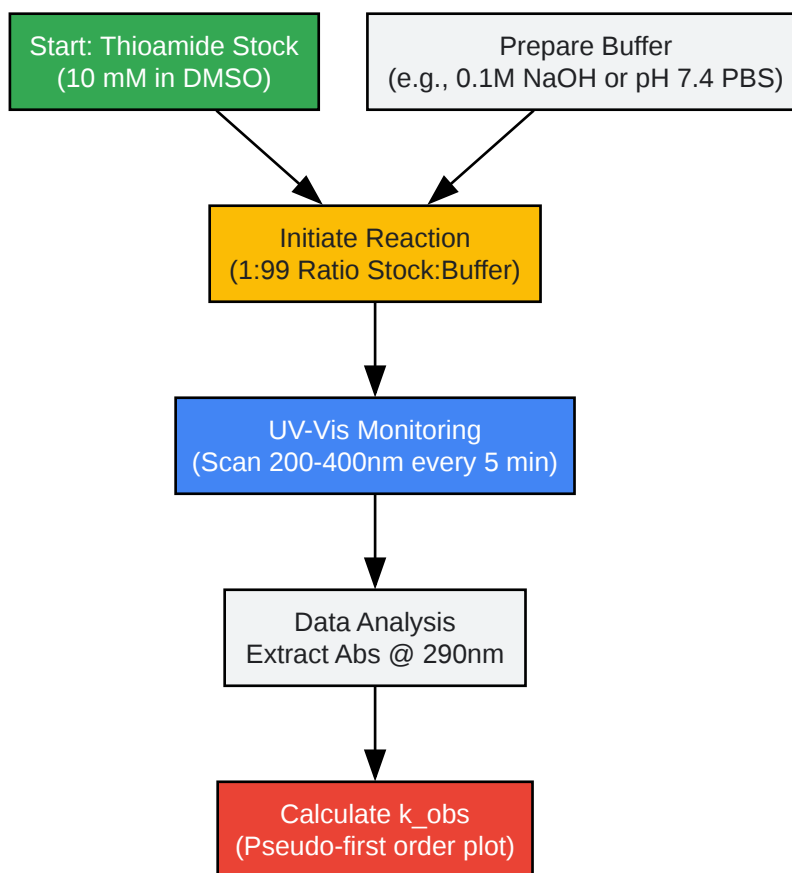 Start: Thioamide Stock
(10 mM in DMSO)
Prepare Buffer
(e.g., 0.1M NaOH or pH 7.4 PBS)
Initiate Reaction
(1:99 Ratio Stock:Buffer)
UV-Vis Monitoring
(Scan 200-400nm every 5 min)
Data Analysis
Extract Abs @ 290nm
Calculate k_obs
(Pseudo-first order plot)